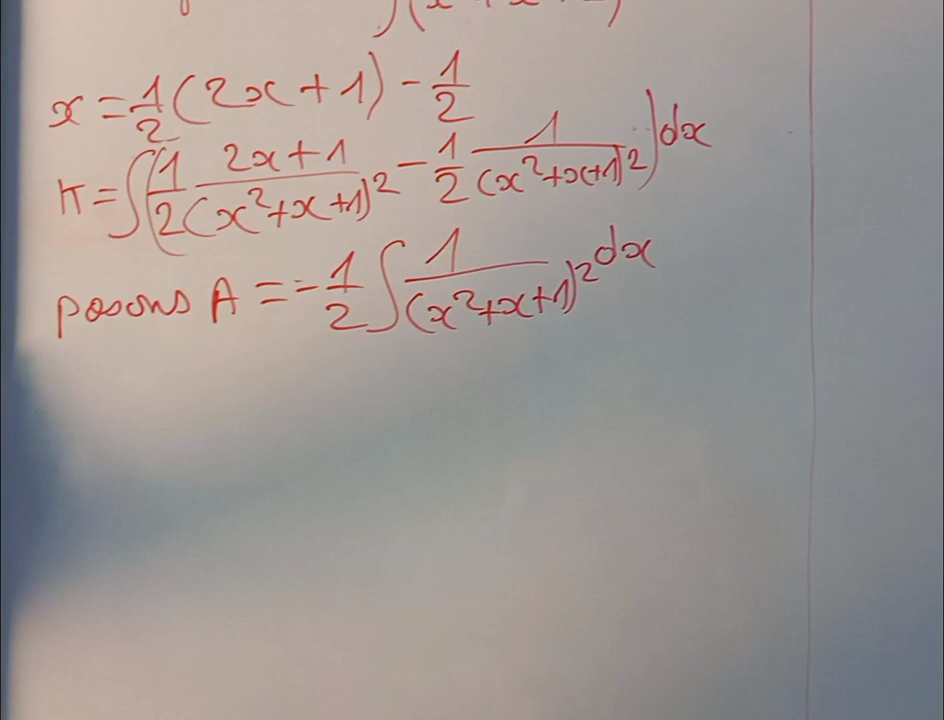 x = 1/2 (2x + 1) - 1/2
K = ∫(1/2 (2x+1)/(x²+x+1)² - 1/2 1/(x²+x+1)²)dx
posons A = -1/2 ∫ 1/(x²+x+1)² dx